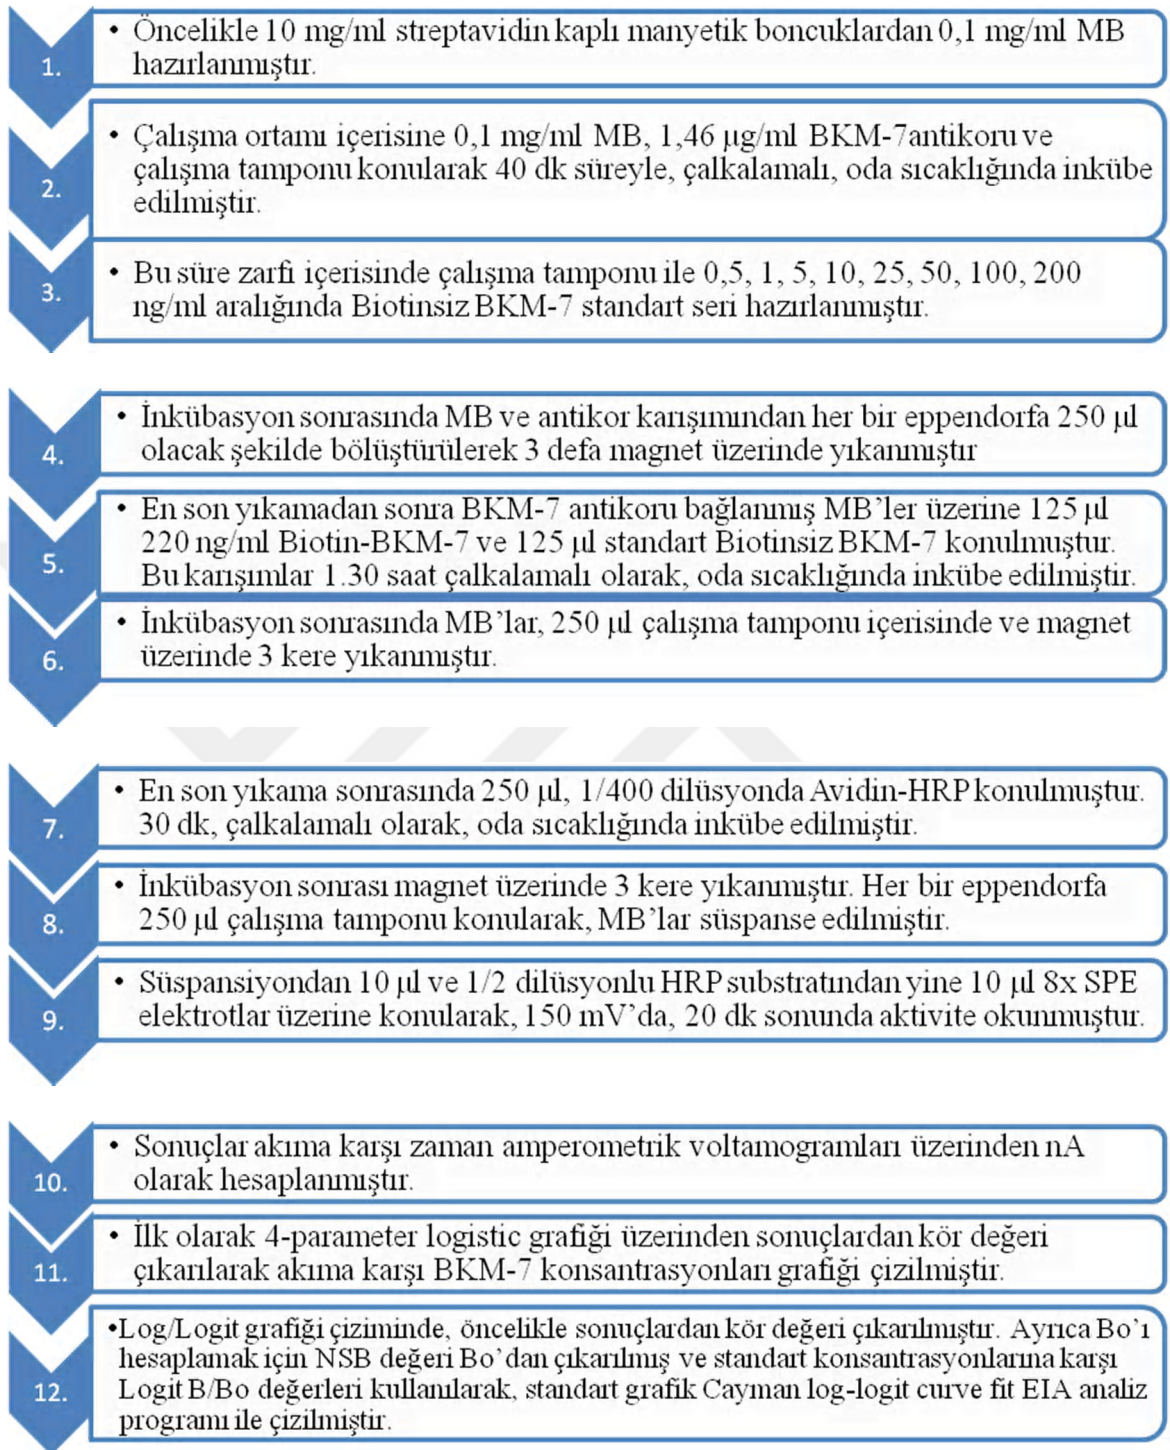 1.
• Öncelikle 10 mg/ml streptavidin kaplı manyetik boncuklardan 0,1 mg/ml MB
hazırlanmıştır.
2.
• Çalışma ortamı içerisine 0,1 mg/ml MB, 1,46 µg/ml BKM-7antikoru ve
çalışma tamponu konularak 40 dk süreyle, çalkalamalı, oda sıcaklığında inkübe
edilmiştir.
3.
• Bu süre zarfi içerisinde çalışma tamponu ile 0,5, 1, 5, 10, 25, 50, 100, 200
ng/ml aralığında Biotinsiz BKM-7 standart seri hazırlanmıştır.
4.
• İnkübasyon sonrasında MB ve antikor karışımından her bir eppendorfa 250 µl
olacak şekilde bölüştürülerek 3 defa magnet üzerinde yıkanmıştır
5.
• En son yıkamadan sonra BKM-7 antikoru bağlanmış MB’ler üzerine 125 µl
220 ng/ml Biotin-BKM-7 ve 125 µl standart Biotinsiz BKM-7 konulmuştur.
Bu karışımlar 1.30 saat çalkalamalı olarak, oda sıcaklığında inkübe edilmiştir.
6.
• İnkübasyon sonrasında MB’lar, 250 µl çalışma tamponu içerisinde ve magnet
üzerinde 3 kere yıkanmıştır.
7.
• En son yıkama sonrasında 250 µl, 1/400 dilüsyonda Avidin-HRP konulmuştur.
30 dk, çalkalamalı olarak, oda sıcaklığında inkübe edilmiştir.
8.
• İnkübasyon sonrası magnet üzerinde 3 kere yıkanmıştır. Her bir eppendorfa
250 µl çalışma tamponu konularak, MB’lar süspanse edilmiştir.
9.
• Süspansiyondan 10 µl ve 1/2 dilüsyonlu HRP substratından yine 10 µl 8x SPE
elektrotlar üzerine konularak, 150 mV’da, 20 dk sonunda aktivite okunmuştur.
10.
• Sonuçlar akıma karşı zaman amperometrik voltamogramları üzerinden nA
olarak hesaplanmıştır.
11.
• İlk olarak 4-parameter logistic grafiği üzerinden sonuçlardan kör değeri
çıkarılarak akıma karşı BKM-7 konsantrasyonları grafiği çizilmiştir.
12.
•Log/Logit grafiği çiziminde, öncelikle sonuçlardan kör değeri çıkarılmıştır. Ayrıca Bo’ı
hesaplamak için NSB değeri Bo’dan çıkarılmış ve standart konsantrasyonlarına karşı
Logit B/Bo değerleri kullanılarak, standart grafik Cayman log-logit curve fit EIA analiz
programı ile çizilmiştir.